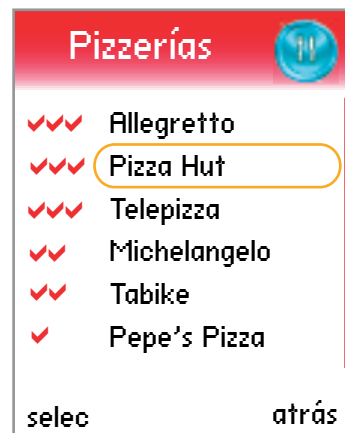 Pizzerías
Allegretto
Pizza Hut
Telepizza
Michelangelo
Tabike
Pepe's Pizza
selec atrás